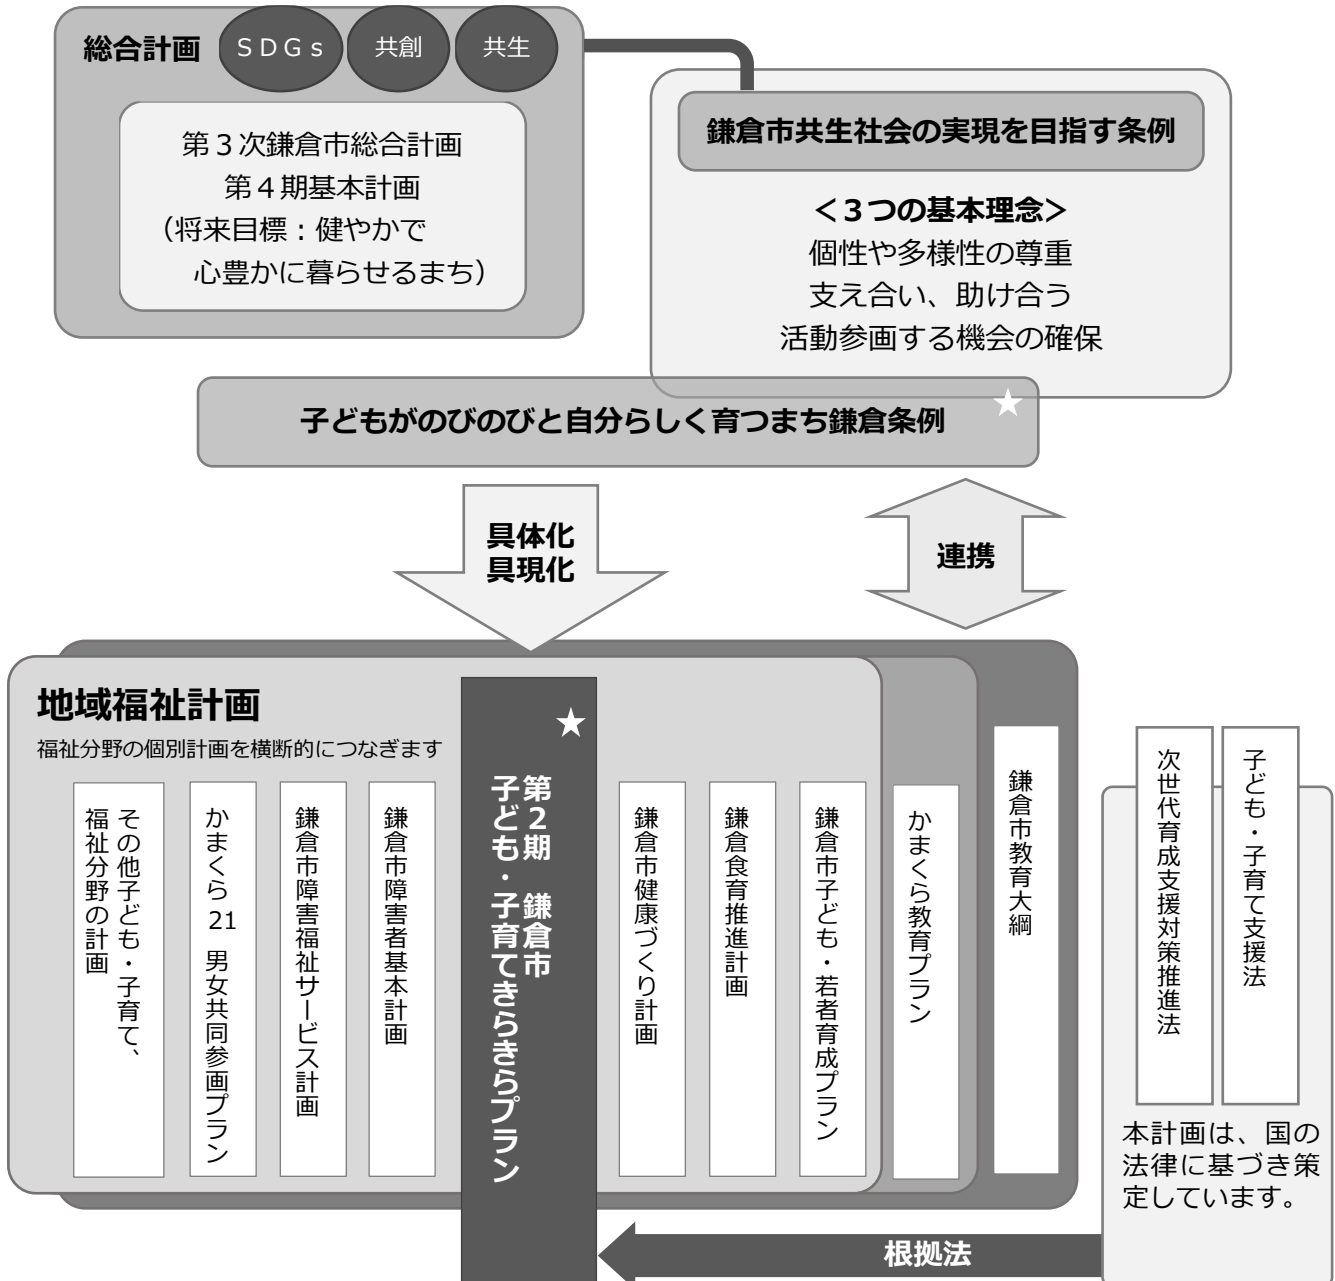 総合計画
ＳＤＧｓ
共創
共生
第３次鎌倉市総合計画
第４期基本計画
（将来目標：健やかで
心豊かに暮らせるまち）
鎌倉市共生社会の実現を目指す条例
＜３つの基本理念＞
個性や多様性の尊重
支え合い、助け合う
活動参画する機会の確保
子どもがのびのびと自分らしく育つまち鎌倉条例
★
具体化
具現化
連携
地域福祉計画
福祉分野の個別計画を横断的につなぎます
その他子ども・子育て、
福祉分野の計画
かまくら21 男女共同参画プラン
鎌倉市障害福祉サービス計画
鎌倉市障害者基本計画
★
第２期　鎌倉市
子ども・子育てきらきらプラン
鎌倉市健康づくり計画
鎌倉食育推進計画
鎌倉市子ども・若者育成プラン
かまくら教育プラン
鎌倉市教育大綱
次世代育成支援対策推進法
子ども・子育て支援法
本計画は、国の
法律に基づき策
定しています。
根拠法